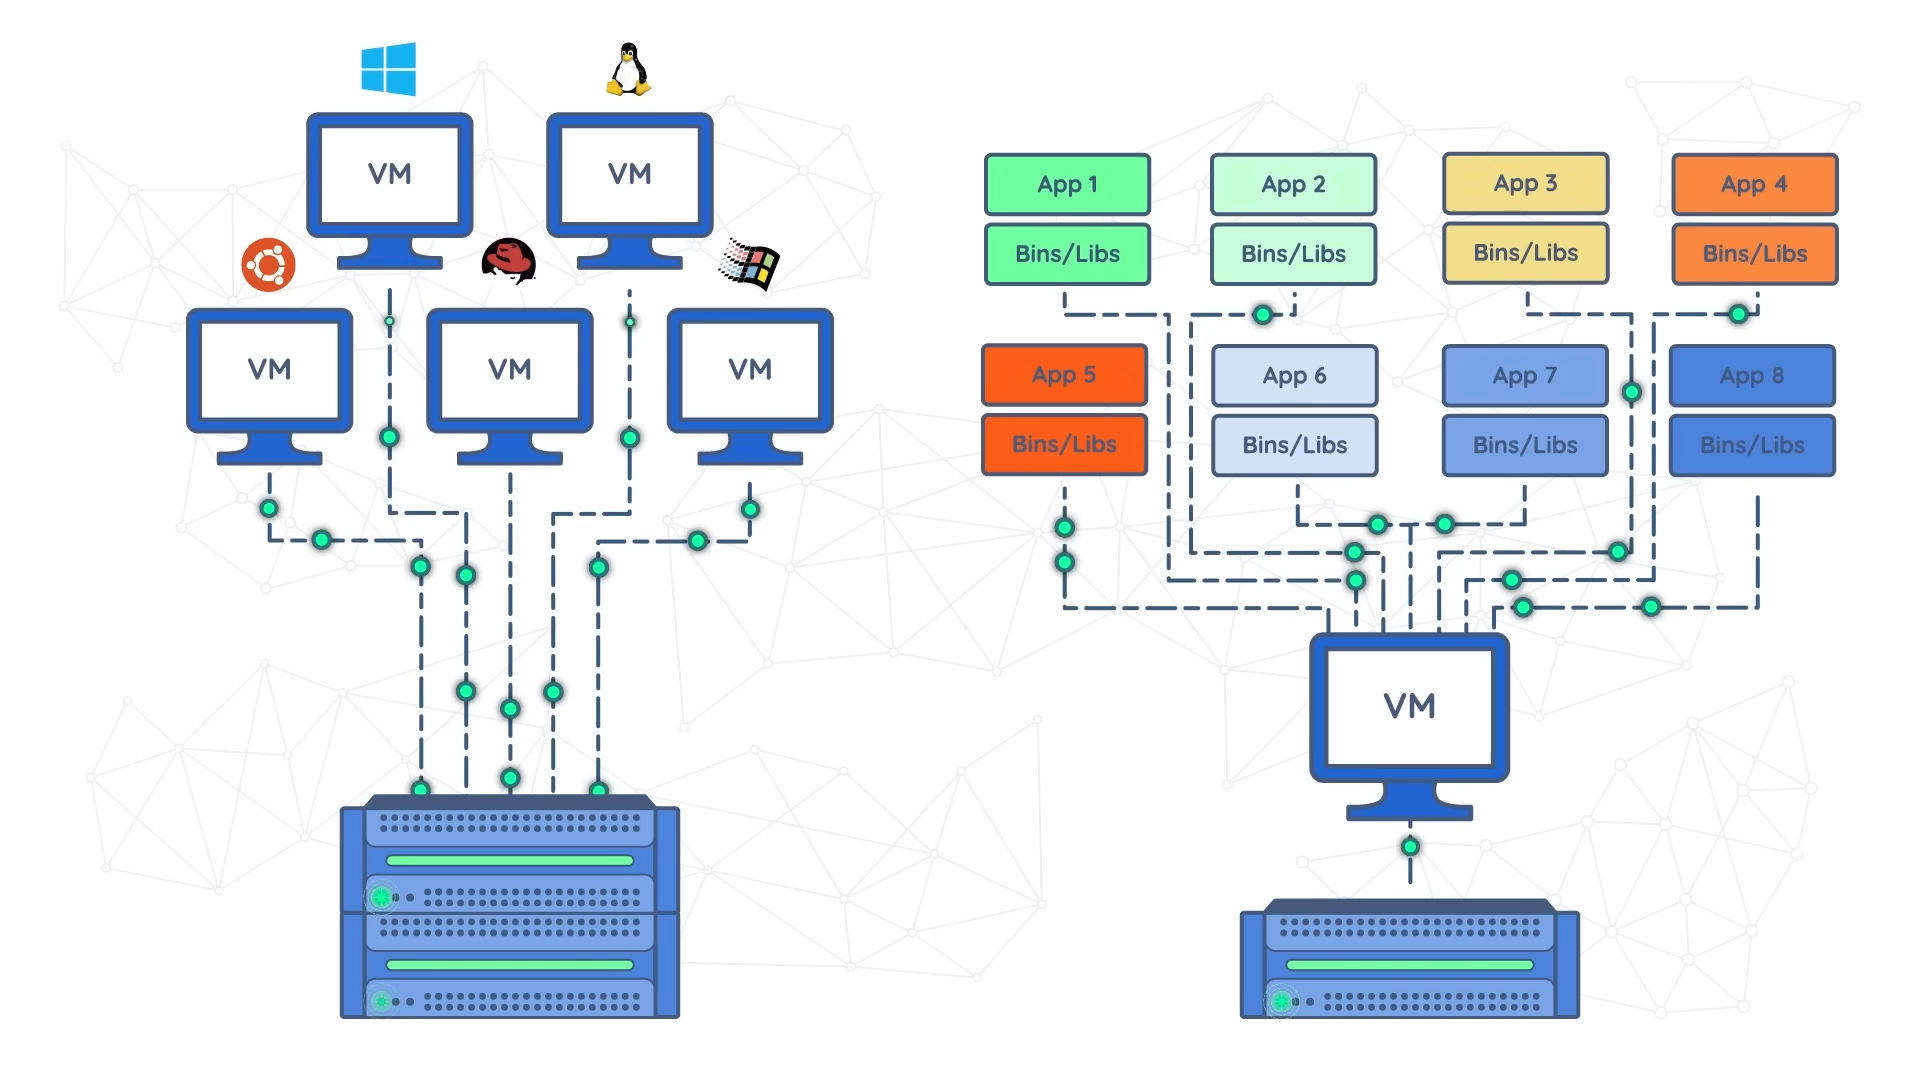 VM
VM
VM
VM
VM
App 1
Bins/Libs
App 2
Bins/Libs
App 3
Bins/Libs
App 4
Bins/Libs
App 5
Bins/Libs
App 6
Bins/Libs
App 7
Bins/Libs
App 8
Bins/Libs
VM